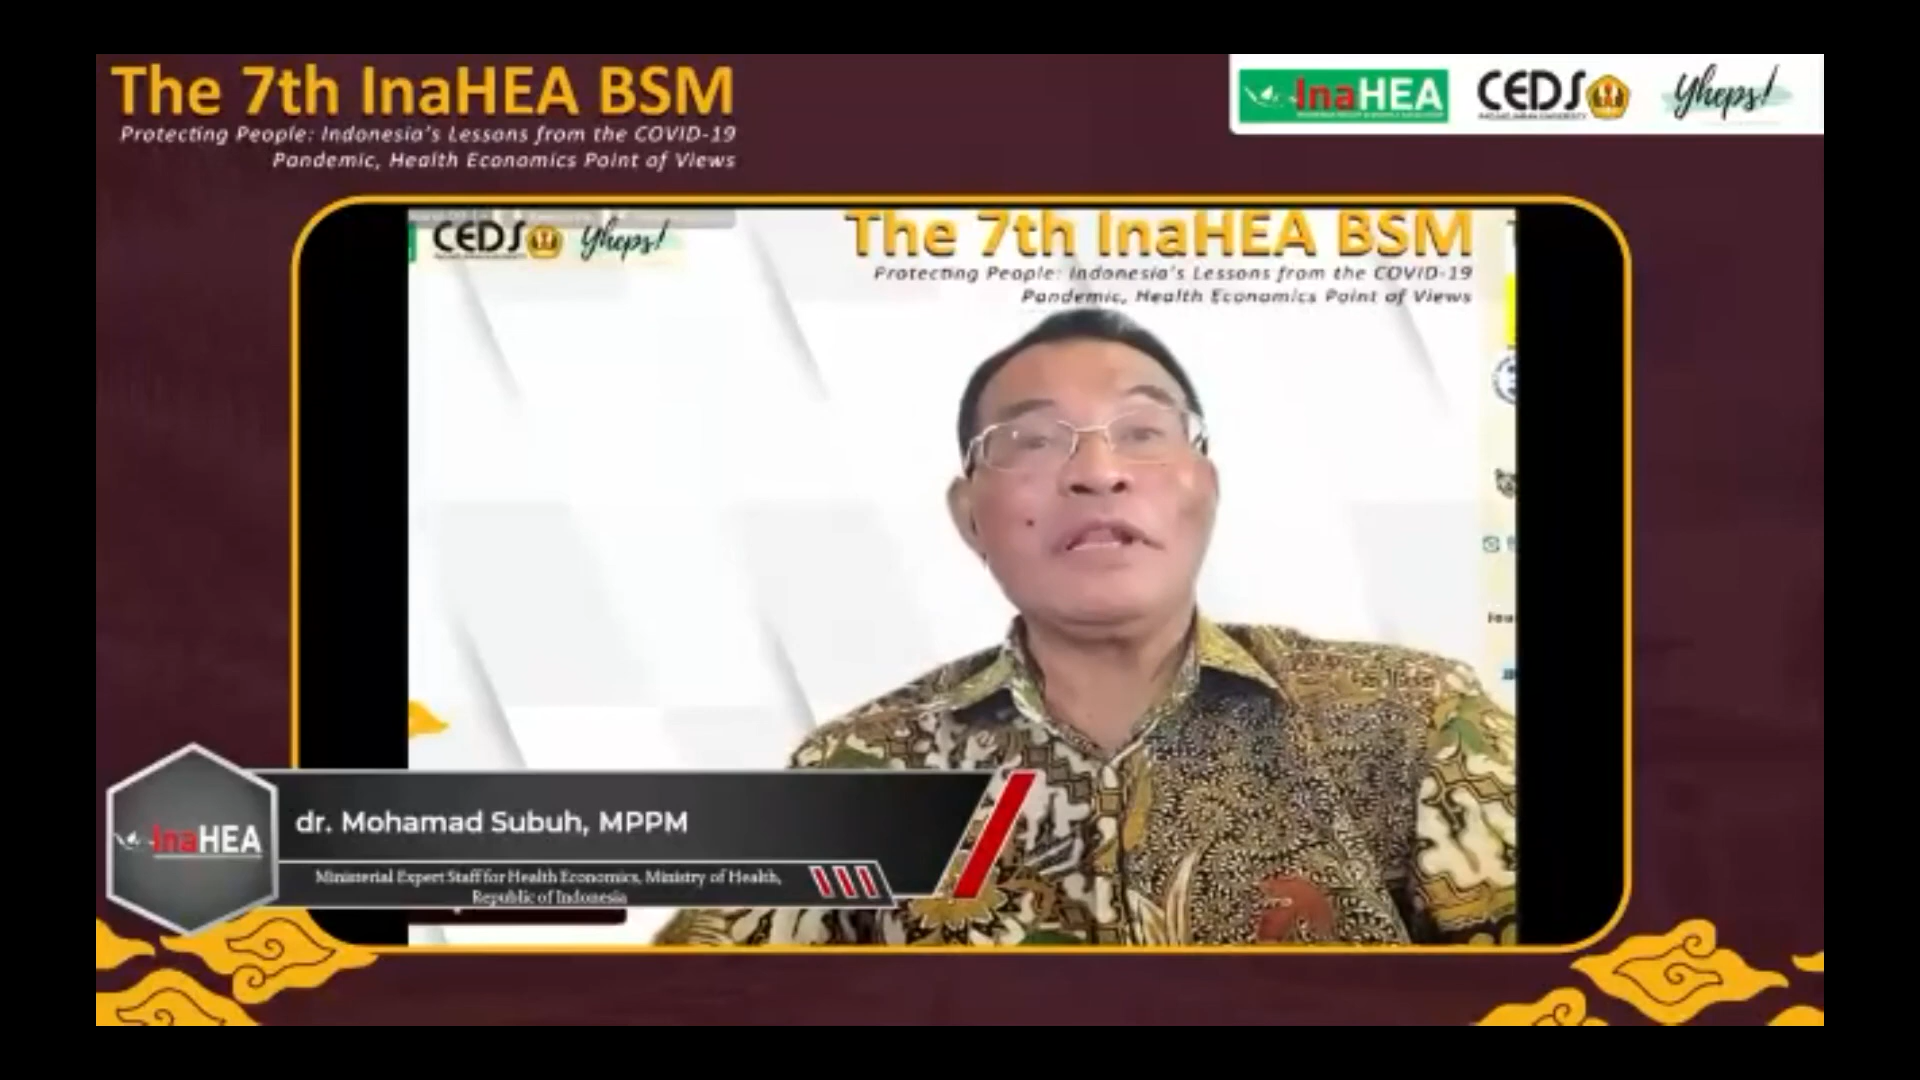 The 7th InaHEA BSM
Protecting People: Indonesia's Lessons from the COVID-19
Pandemic, Health Economics Point of Views
InaHEA
CEDS
Yheps!
CEDS
Yheps!
The 7th InaHEA BSM
Protecting People: Indonesia's Lessons from the COVID-19
Pandemic, Health Economics Point of Views
InaHEA
dr. Mohamad Subuh, MPPM
Ministerial Expert Staff for Health Economics, Ministry of Health,
Republic of Indonesia